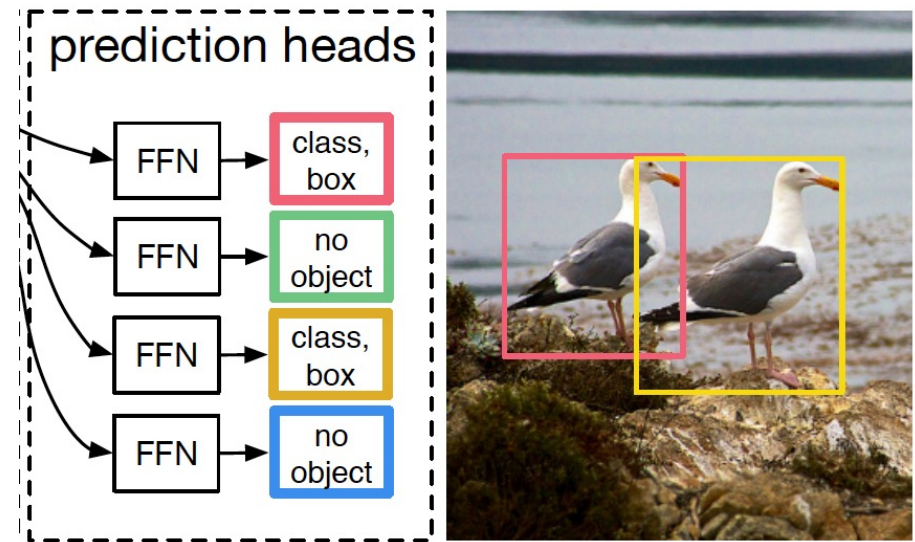 prediction heads
FFN
class,
box
FFN
no
object
FFN
class,
box
FFN
no
object